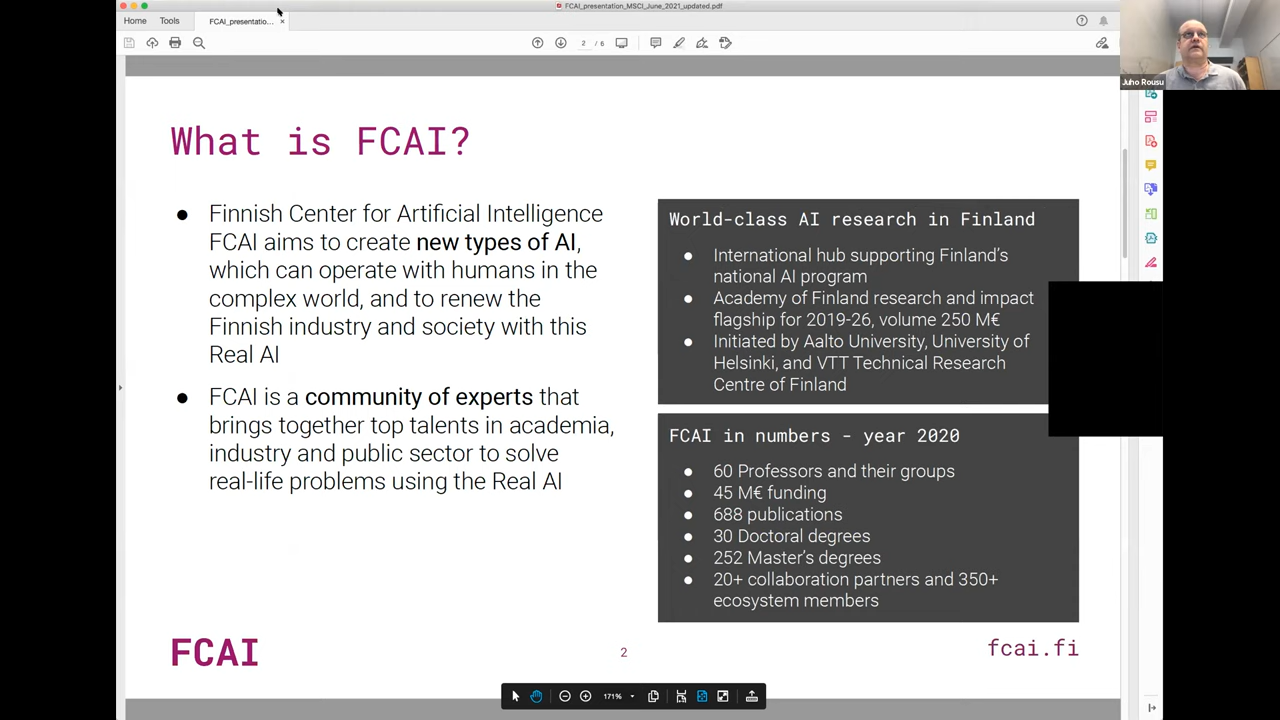 FCAI_presentation_MSCI_June_2021_updated.pdf
Home
Tools
FCAI_presentatio...
2 / 6
Juho Rousu
What is FCAI?
Finnish Center for Artificial Intelligence
FCAI aims to create new types of AI,
which can operate with humans in the
complex world, and to renew the
Finnish industry and society with this
Real AI
FCAI is a community of experts that
brings together top talents in academia,
industry and public sector to solve
real-life problems using the Real AI
World-class AI research in Finland
International hub supporting Finland's
national AI program
Academy of Finland research and impact
flagship for 2019-26, volume 250 M€
Initiated by Aalto University, University of
Helsinki, and VTT Technical Research
Centre of Finland
FCAI in numbers - year 2020
60 Professors and their groups
45 M€ funding
688 publications
30 Doctoral degrees
252 Master's degrees
20+ collaboration partners and 350+
ecosystem members
FCAI
2
fcai.fi
171%